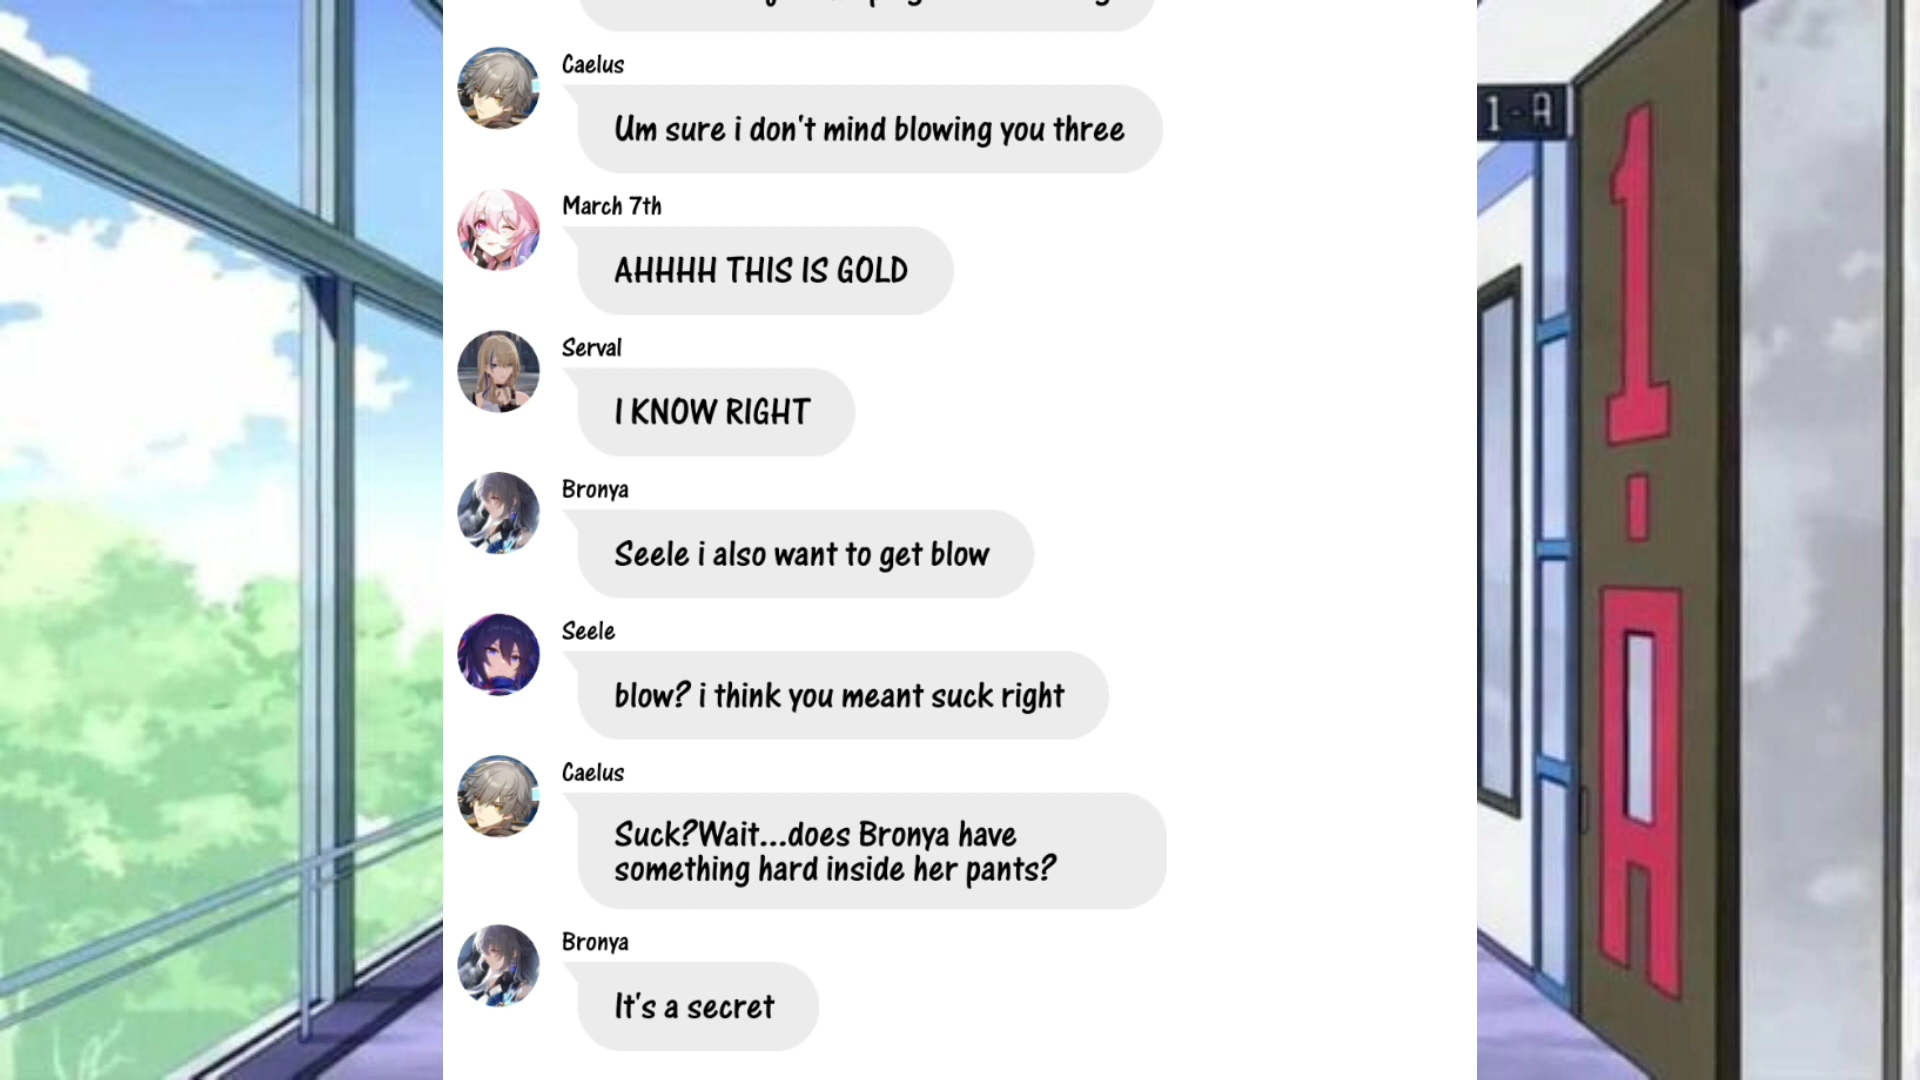 Caelus
Um sure i don't mind blowing you three
March 7th
AHHHH THIS IS GOLD
Serval
I KNOW RIGHT
Bronya
Seele i also want to get blow
Seele
blow? i think you meant suck right
Caelus
Suck?Wait...does Bronya have
something hard inside her pants?
Bronya
It's a secret
1-A
1-A